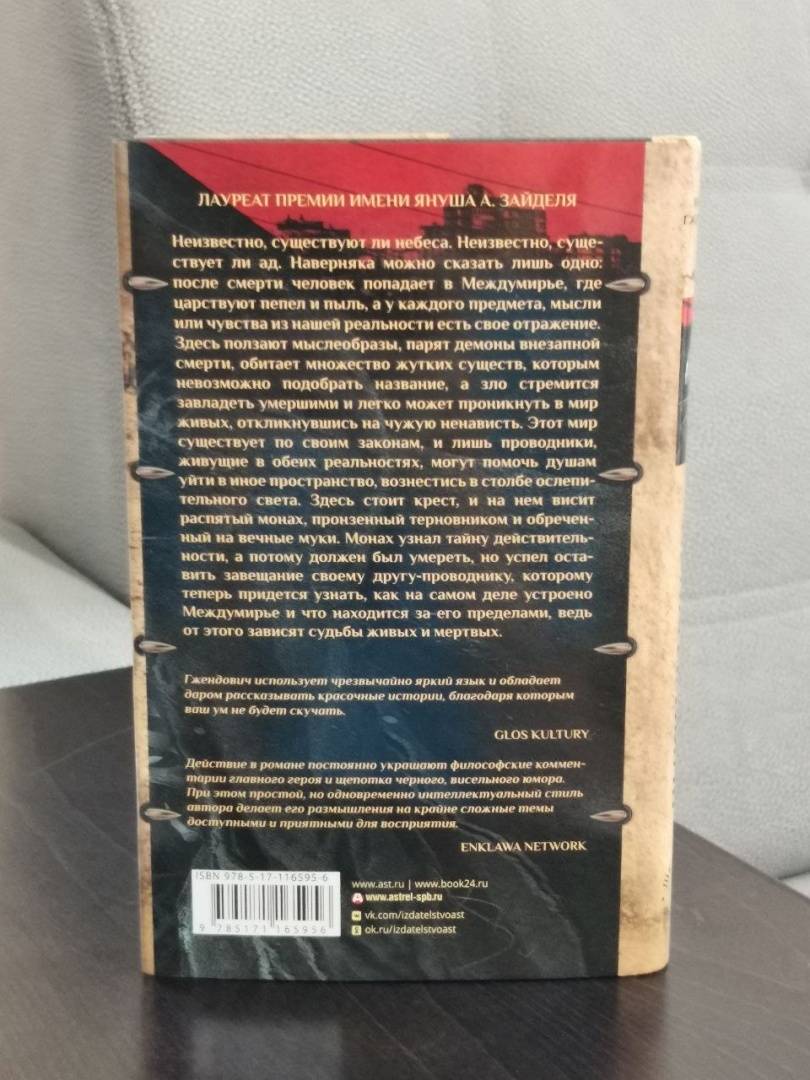 ЛАУРЕАТ ПРЕМИИ ИМЕНИ ЯНУША А. ЗАЙДЕЛЯ
Неизвестно, существуют ли небеса. Неизвестно, суще-
ствует ли ад. Наверняка можно сказать лишь одно:
после смерти человек попадает в Междумирье, где
царствуют пепел и пыль, а у каждого предмета, мысли
или чувства из нашей реальности есть свое отражение.
Здесь ползают мыслеобразы, парят демоны внезапной
смерти, обитает множество жутких существ, которым
невозможно подобрать название, а зло стремится
завладеть умершими и легко может проникнуть в мир
живых, откликнувшись на чужую ненависть. Этот мир
существует по своим законам, и лишь проводники,
живущие в обеих реальностях, могут помочь душам
уйти в иное пространство, вознестись в столбе ослепи-
тельного света. Здесь стоит крест, и на нем висит
распятый монах, пронзенный терновником и обречен-
ный на вечные муки. Монах узнал тайну действитель-
ности, а потому должен был умереть, но успел оста-
вить завещание своему другу-проводнику, которому
теперь придется узнать, как на самом деле устроено
Междумирье и что находится за его пределами, ведь
от этого зависят судьбы живых и мертвых.
Гжендович использует чрезвычайно яркий язык и обладает
даром рассказывать красочные истории, благодаря которым
ваш ум не будет скучать.
GLOS KULTURY
Действие в романе постоянно украшают философские коммен-
тарии главного героя и щепотка черного, висельного юмора.
При этом простой, но одновременно интеллектуальный стиль
автора делает его размышления на крайне сложные темы
доступными и приятными для восприятия.
ENKLAWA NETWORK
ISBN 978-5-17-116595-6
9 785171 165956
www.ast.ru | www.book24.ru
www.astrel-spb.ru
vk.com/izdatelstvoast
ok.ru/izdatelstvoast